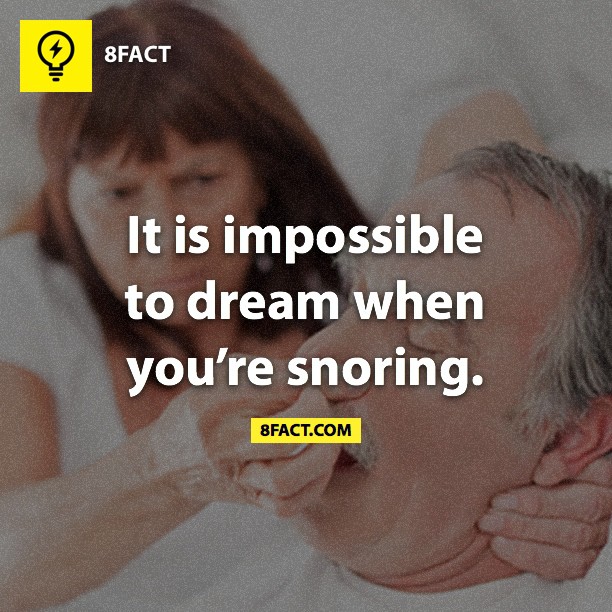 8FACT
It is impossible
to dream when
you’re snoring.
8FACT.COM